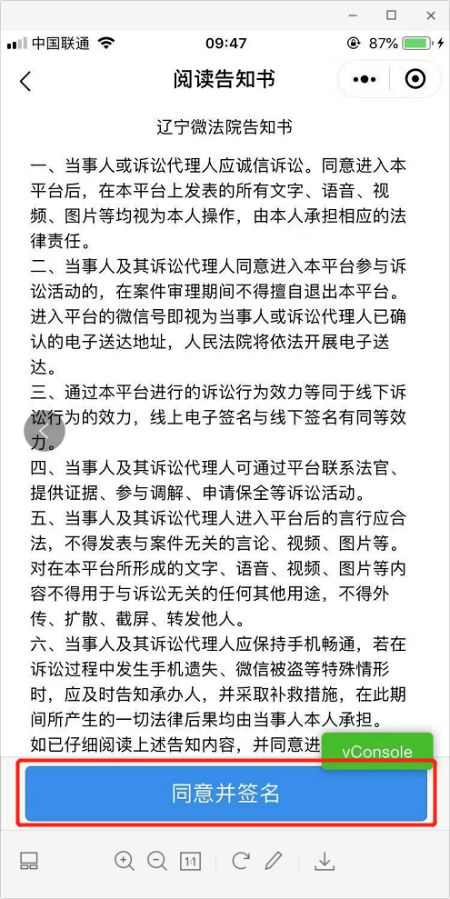 中国联通
09:47
87%
阅读告知书
辽宁微法院告知书
一、当事人或诉讼代理人应诚信诉讼。同意进入本
平台后，在本平台上发表的所有文字、语音、视
频、图片等均视为本人操作，由本人承担相应的法
律责任。
二、当事人及其诉讼代理人同意进入本平台参与诉
讼活动的，在案件审理期间不得擅自退出本平台。
进入平台的微信号即视为当事人或诉讼代理人已确
认的电子送达地址，人民法院将依法开展电子送
达。
三、通过本平台进行的诉讼行为效力等同于线下诉
讼行为的效力，线上电子签名与线下签名有同等效
力。
四、当事人及其诉讼代理人可通过平台联系法官、
提供证据、参与调解、申请保全等诉讼活动。
五、当事人及其诉讼代理人进入平台后的言行应合
法，不得发表与案件无关的言论、视频、图片等。
对在本平台所形成的文字、语音、视频、图片等内
容不得用于与诉讼无关的任何其他用途，不得外
传、扩散、截屏、转发他人。
六、当事人及其诉讼代理人应保持手机畅通，若在
诉讼过程中发生手机遗失、微信被盗等特殊情形
时，应及时告知承办人，并采取补救措施，在此期
间所产生的一切法律后果均由当事人本人承担。
如已仔细阅读上述告知内容，并同意进
vConsole
同意并签名
1:1